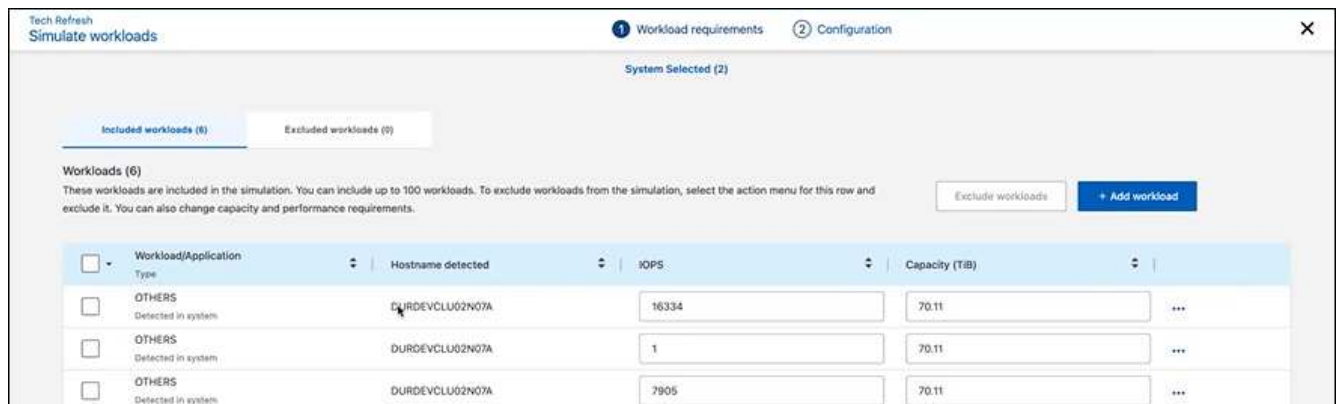 Tech Refresh
Simulate workloads
1 Workload requirements
2 Configuration
System Selected (2)
Included workloads (6)
Excluded workloads (0)
Workloads (6)
These workloads are included in the simulation. You can include up to 100 workloads. To exclude workloads from the simulation, select the action menu for this row and
exclude it. You can also change capacity and performance requirements.
Exclude workloads
+ Add workload
Workload/Application
Type
Hostname detected
IOPS
Capacity (TiB)
OTHERS
Detected in system
DURDEVCLU02N07A
16334
70.11
OTHERS
Detected in system
DURDEVCLU02N07A
1
70.11
OTHERS
Detected in system
DURDEVCLU02N07A
7905
70.11